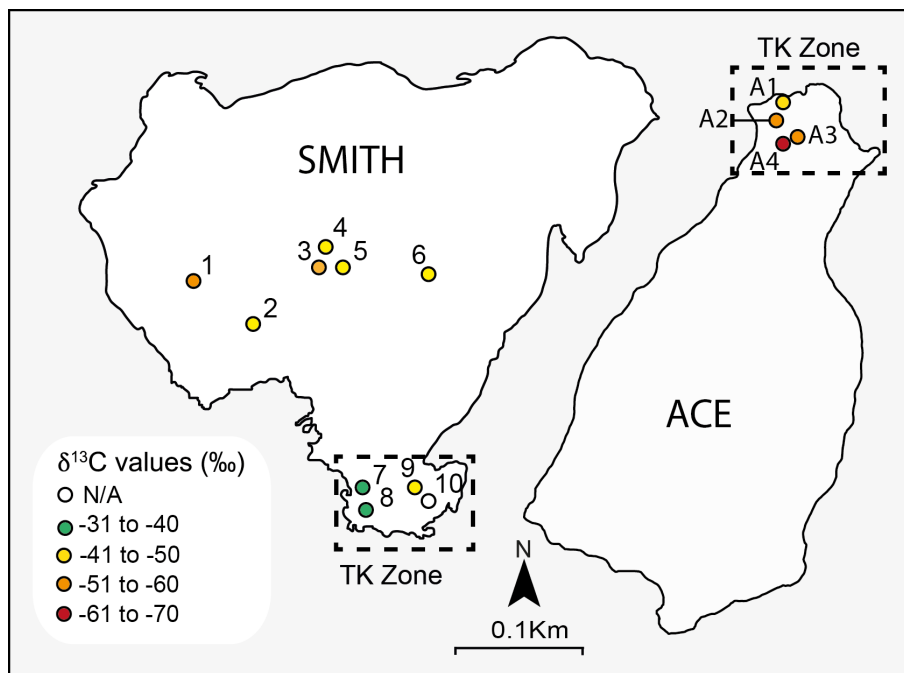 TK Zone
A1
A2
A3
A4
SMITH
1
2
3
4
5
6
ACE
δ¹³C values (‰)
N/A
-31 to -40
-41 to -50
-51 to -60
-61 to -70
7
8
9
10
TK Zone
N
0.1Km